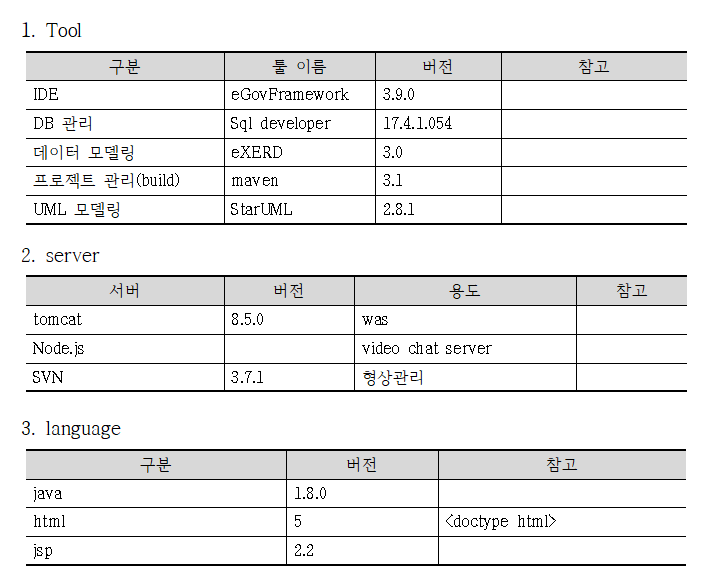 1. Tool
구분 툴 이름 버전 참고
IDE eGovFramework 3.9.0
DB 관리 Sql developer 17.4.1.054
데이터 모델링 eXERD 3.0
프로젝트 관리(build) maven 3.1
UML 모델링 StarUML 2.8.1
2. server
서버 버전 용도 참고
tomcat 8.5.0 was
Node.js video chat server
SVN 3.7.1 형상관리
3. language
구분 버전 참고
java 1.8.0
html 5 <doctype html>
jsp 2.2